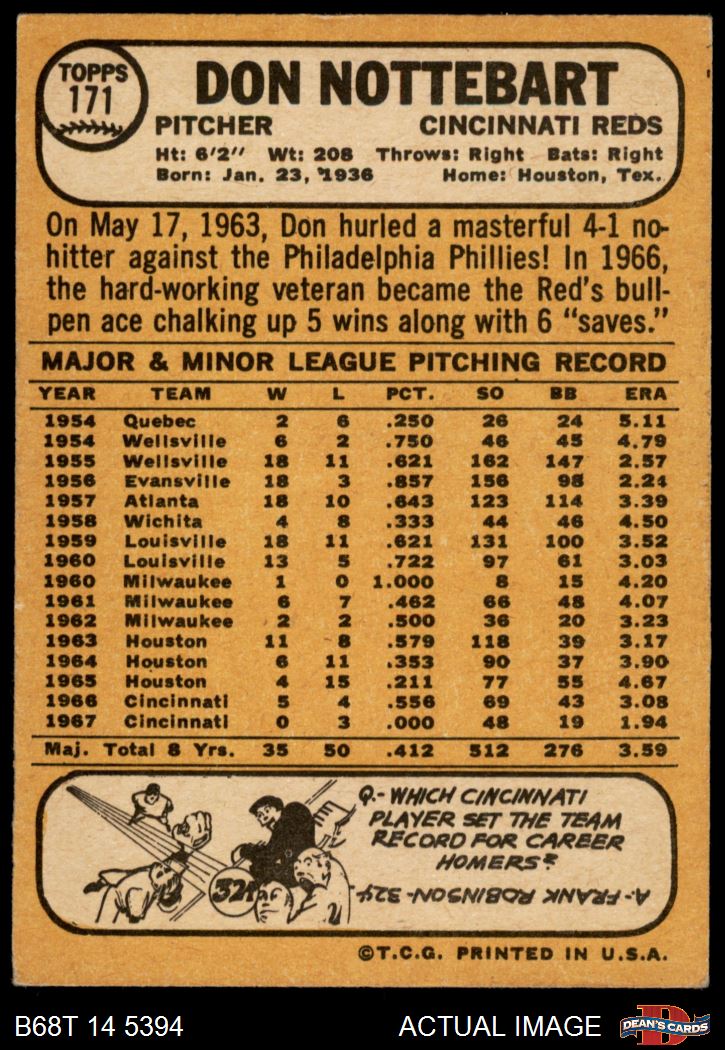 TOPPS
171
DON NOTTEBART
PITCHER CINCINNATI REDS
Ht: 6'2" Wt: 208 Throws: Right Bats: Right
Born: Jan. 23, 1936 Home: Houston, Tex.
On May 17, 1963, Don hurled a masterful 4-1 no-
hitter against the Philadelphia Phillies! In 1966,
the hard-working veteran became the Red's bull-
pen ace chalking up 5 wins along with 6 "saves."
MAJOR & MINOR LEAGUE PITCHING RECORD
YEAR TEAM W L PCT. SO BB ERA
1954 Quebec 2 6 .250 26 24 5.11
1954 Wellsville 6 2 .750 46 45 4.79
1955 Wellsville 18 11 .621 162 147 2.57
1956 Evansville 18 3 .857 156 98 2.24
1957 Atlanta 18 10 .643 123 114 3.39
1958 Wichita 4 8 .333 44 46 4.50
1959 Louisville 18 11 .621 131 100 3.52
1960 Louisville 13 5 .722 97 61 3.03
1960 Milwaukee 1 0 1.000 8 15 4.20
1961 Milwaukee 6 7 .462 66 48 4.07
1962 Milwaukee 2 2 .500 36 20 3.23
1963 Houston 11 8 .579 118 39 3.17
1964 Houston 6 11 .353 90 37 3.90
1965 Houston 4 15 .211 77 55 4.67
1966 Cincinnati 5 4 .556 69 43 3.08
1967 Cincinnati 0 3 .000 48 19 1.94
Maj. Total 8 Yrs. 35 50 .412 512 276 3.59
Q.- WHICH CINCINNATI
PLAYER SET THE TEAM
RECORD FOR CAREER
HOMERS?
324
A.- FRANK ROBINSON - 324
©T.C.G. PRINTED IN U.S.A.
B68T 14 5394 ACTUAL IMAGE DEAN'S CARDS